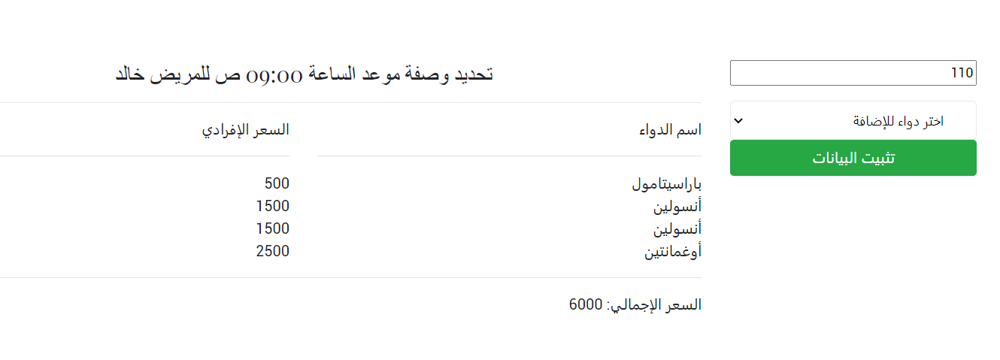 110
اختر دواء للإضافة
تثبيت البيانات
تحديد وصفة موعد الساعة 09:00 ص للمريض خالد
اسم الدواء السعر الإفرادي
باراسيتامول 500
أنسولين 1500
أنسولين 1500
أوغمانتين 2500
السعر الإجمالي: 6000